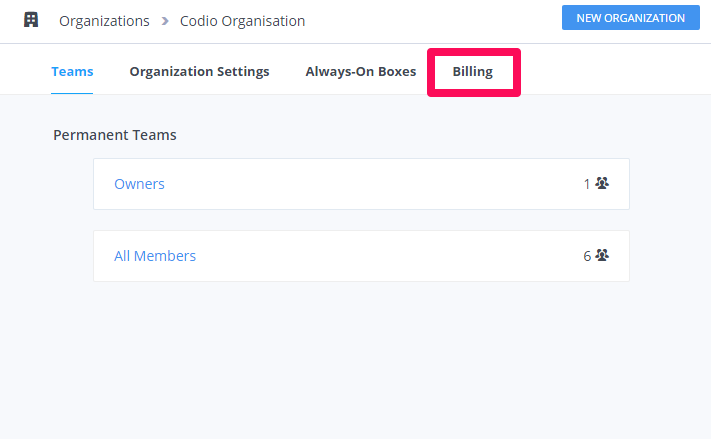 Organizations > Codio Organisation
NEW ORGANIZATION
Teams Organization Settings Always-On Boxes Billing
Permanent Teams
Owners 1
All Members 6